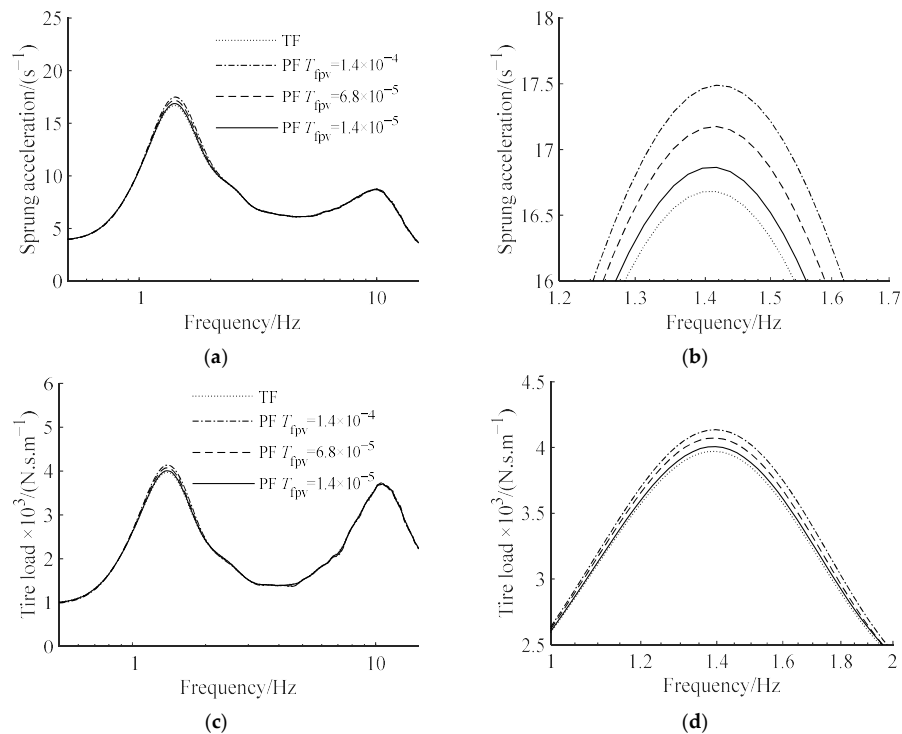 25
20
15
10
5
0
Sprung acceleration/(s⁻¹)
TF
PF T_fpv=1.4×10⁻⁴
PF T_fpv=6.8×10⁻⁵
PF T_fpv=1.4×10⁻⁵
1 10
Frequency/Hz
(a)
18
17.5
17
16.5
16
Sprung acceleration/(s⁻¹)
1.2 1.3 1.4 1.5 1.6 1.7
Frequency/Hz
(b)
6
5
4
3
2
1
0
Tire load ×10³/(N.s.m⁻¹)
TF
PF T_fpv=1.4×10⁻⁴
PF T_fpv=6.8×10⁻⁵
PF T_fpv=1.4×10⁻⁵
1 10
Frequency/Hz
(c)
4.5
4
3.5
3
2.5
Tire load ×10³/(N.s.m⁻¹)
1 1.2 1.4 1.6 1.8 2
Frequency/Hz
(d)